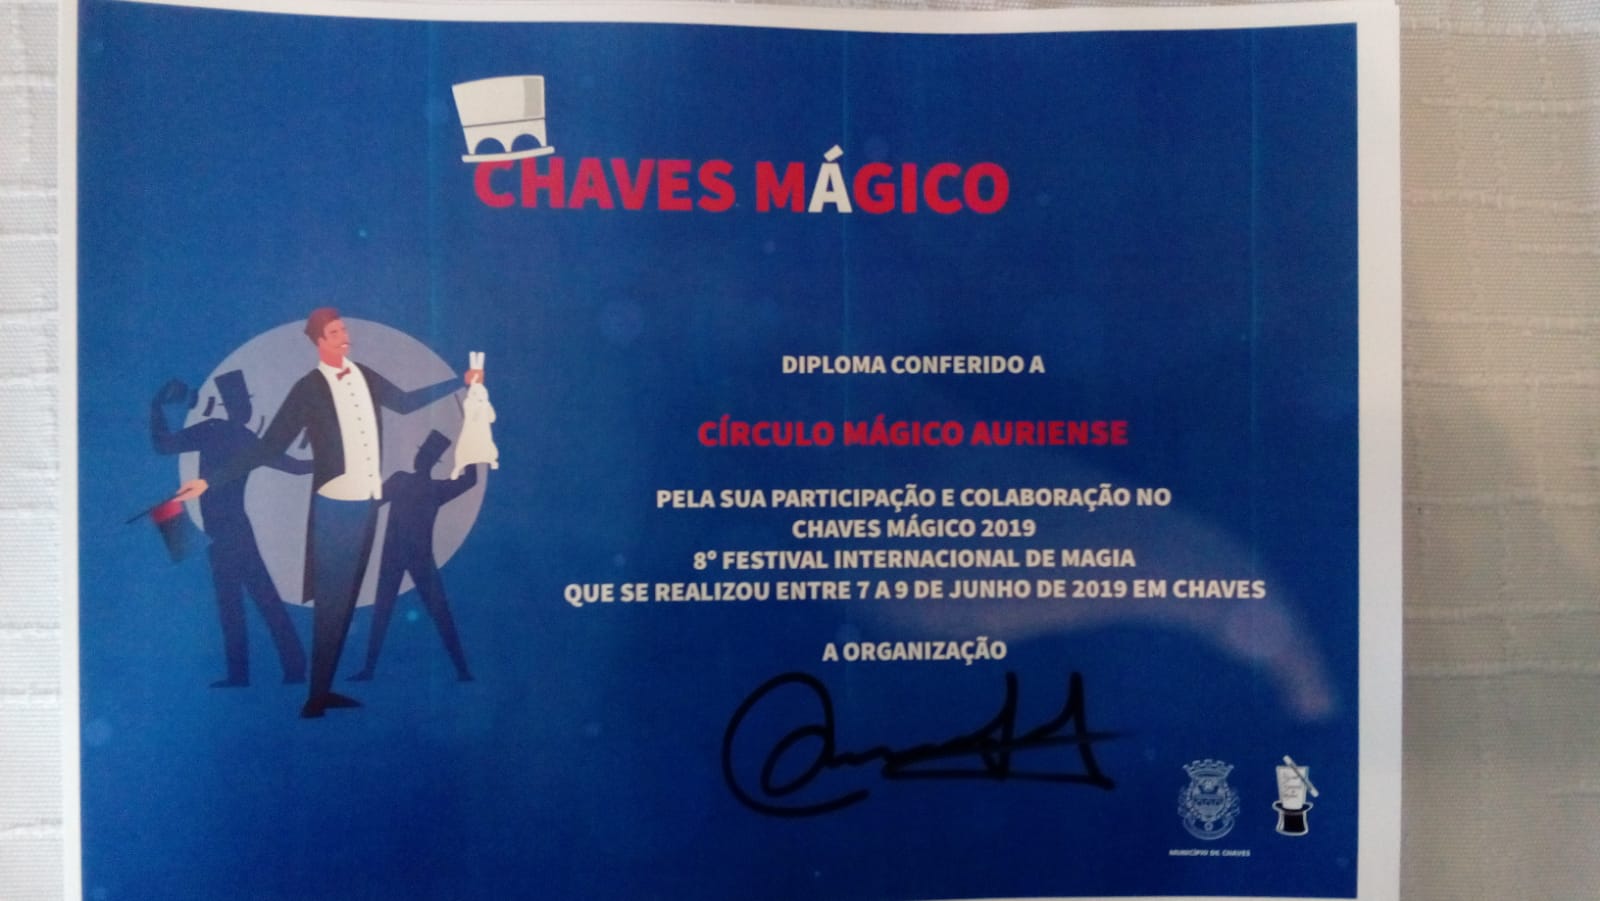 CHAVES MÁGICO
DIPLOMA CONFERIDO A
CÍRCULO MÁGICO AURIENSE
PELA SUA PARTICIPAÇÃO E COLABORAÇÃO NO
CHAVES MÁGICO 2019
8º FESTIVAL INTERNACIONAL DE MAGIA
QUE SE REALIZOU ENTRE 7 A 9 DE JUNHO DE 2019 EM CHAVES
A ORGANIZAÇÃO
MUNICÍPIO DE CHAVES